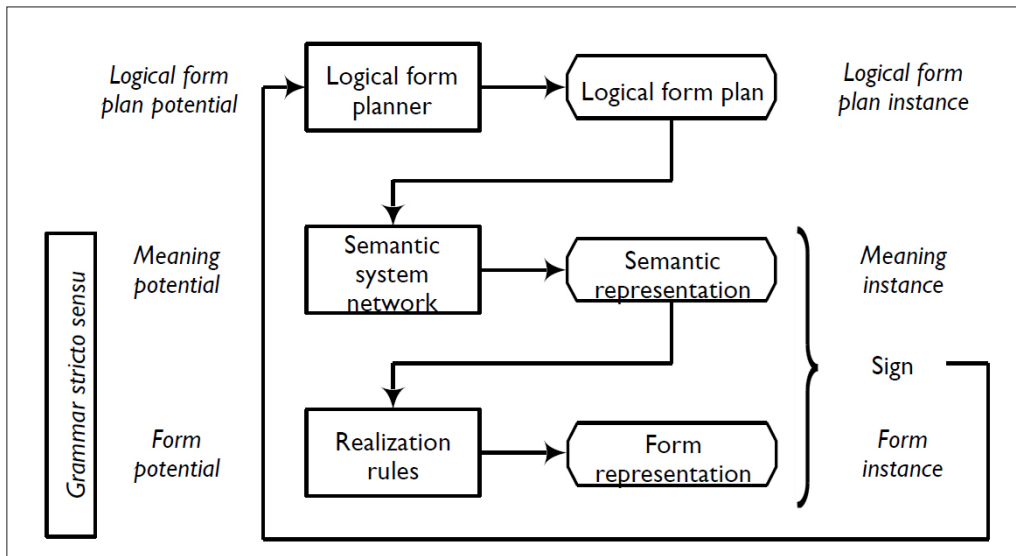 Logical form
plan potential
Logical form
planner
Logical form plan
Logical form
plan instance
Grammar stricto sensu
Meaning
potential
Semantic
system
network
Semantic
representation
Meaning
instance
Sign
Form
potential
Realization
rules
Form
representation
Form
instance